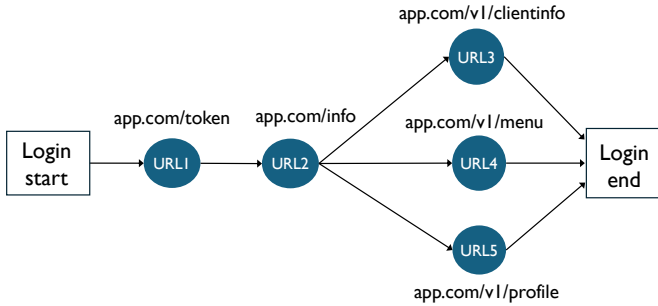 app.com/v1/clientinfo
URL3
app.com/token
app.com/info
app.com/v1/menu
Login
start
URL1
URL2
URL4
Login
end
URL5
app.com/v1/profile